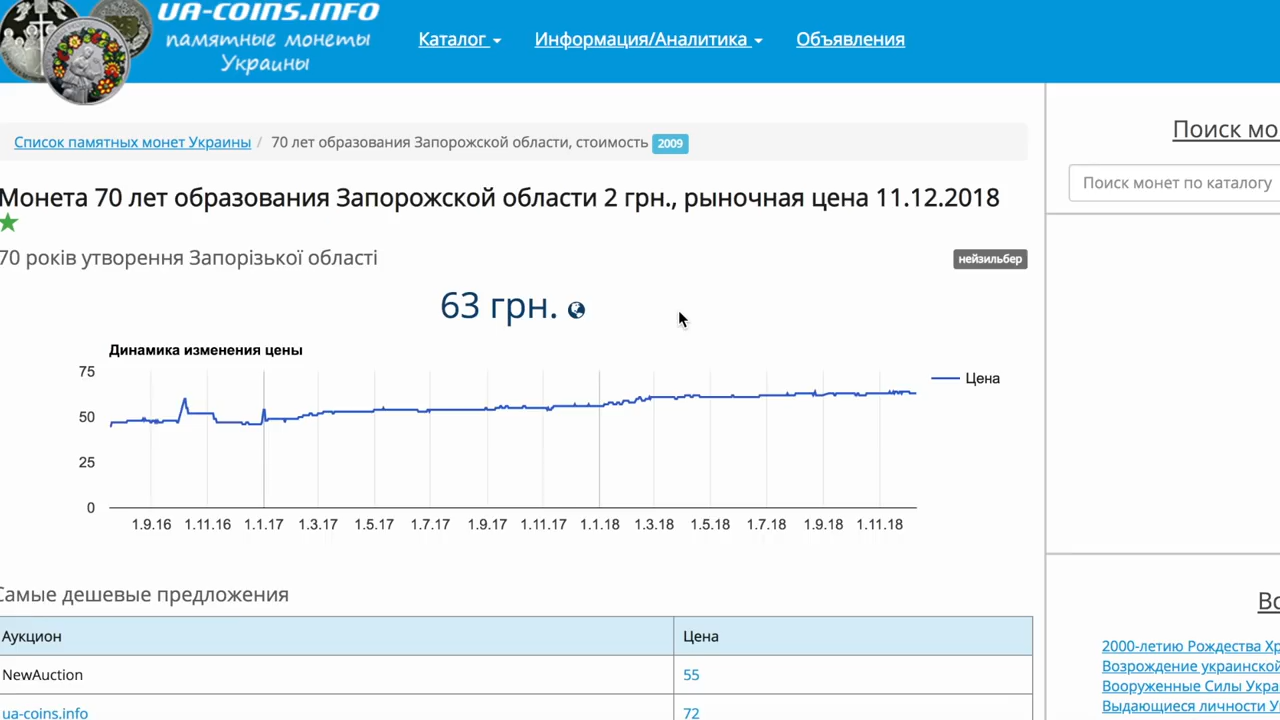 UA-COINS.INFO
памятные монеты
Украины
Каталог
Информация/Аналитика
Объявления
Список памятных монет Украины / 70 лет образования Запорожской области, стоимость 2009
Монета 70 лет образования Запорожской области 2 грн., рыночная цена 11.12.2018
70 років утворення Запорізької області
нейзильбер
63 грн.
Динамика изменения цены
75
50
25
0
Цена
1.9.16 1.11.16 1.1.17 1.3.17 1.5.17 1.7.17 1.9.17 1.11.17 1.1.18 1.3.18 1.5.18 1.7.18 1.9.18 1.11.18
Самые дешевые предложения
Аукцион Цена
NewAuction 55
ua-coins.info 72
Поиск мо
Поиск монет по каталогу
Вс
2000-летию Рождества Хр
Возрождение украинской
Вооруженные Силы Укра
Выдающиеся личности У